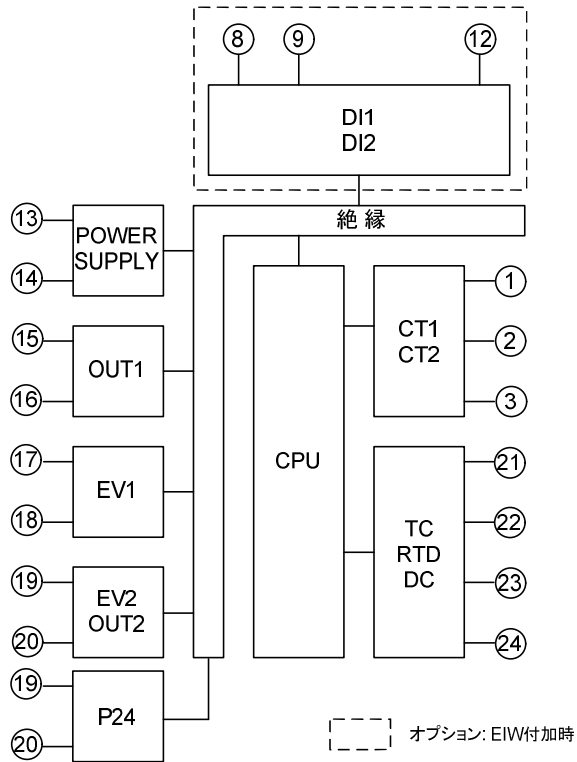 ⑧ ⑨ ⑫
DI1
DI2
絶縁
⑬
⑭
POWER
SUPPLY
⑮
⑯
OUT1
⑰
⑱
EV1
⑲
⑳
EV2
OUT2
⑲
⑳
P24
CPU
CT1
CT2
①
②
③
TC
RTD
DC
㉑
㉒
㉓
㉔
オプション: EIW付加時